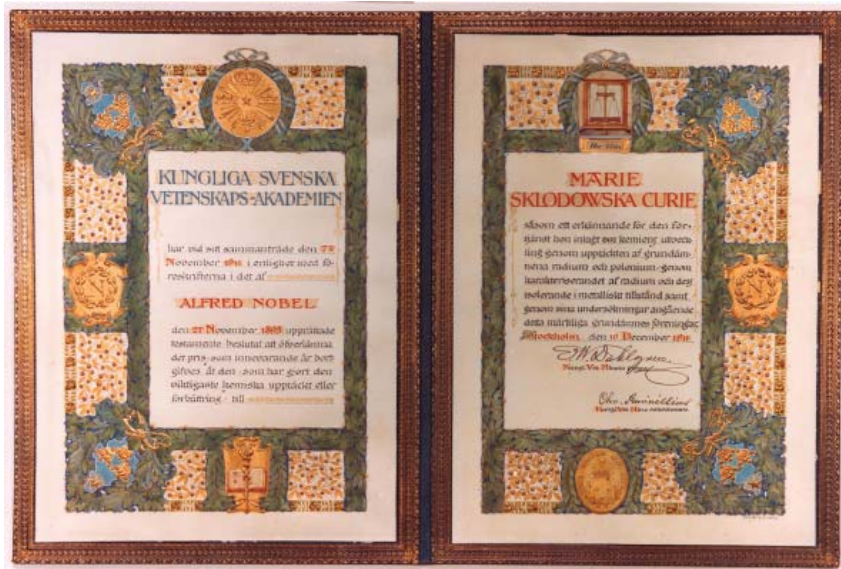 KUNGLIGA SVENSKA
VETENSKAPS-AKADEMIEN
har vid sitt sammanträde den
November 1911 i enlighet med fö-
reskrifterna i det af
ALFRED NOBEL
den 27 November 1895 upprättade
testamente beslutat att öfverlämna
det pris som innevarande år bort-
gifves åt den som har gjort den
viktigaste kemiska upptäckt eller
förbättring till
MARIE
SKLODOWSKA CURIE
såsom ett erkännande för den för-
tjänst hon inlagt om kemiens utveck-
ling genom upptäckten af grundäm-
nena radium och polonium genom
karakteriserandet af radium och dess
isolerande i metalliskt tillstånd samt
genom sina undersökningar angående
detta märkliga grundämnes föreningar
Stockholm den 10 December 1911